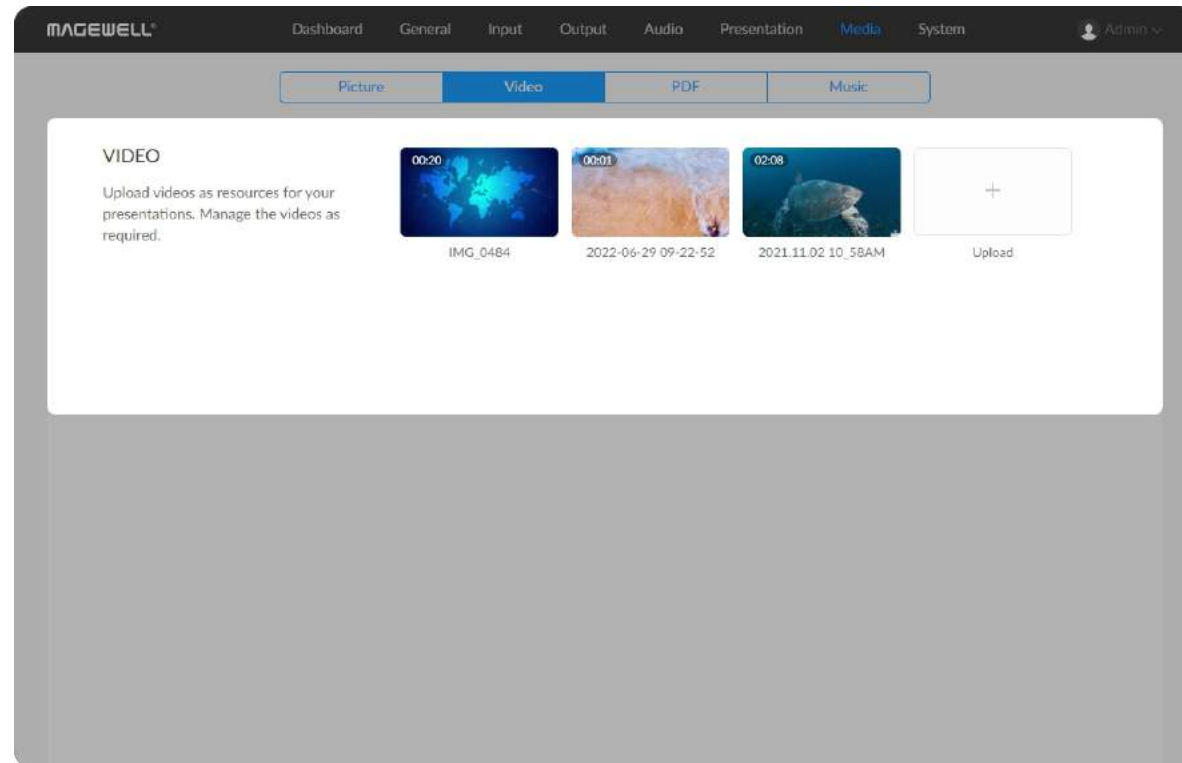 MAGEWELL® Dashboard General Input Output Audio Presentation Media System Admin
Picture Video PDF Music
VIDEO
Upload videos as resources for your
presentations. Manage the videos as
required.
00:20 00:01 02:08 +
IMG_0484 2022-06-29 09-22-52 2021.11.02 10_58AM Upload